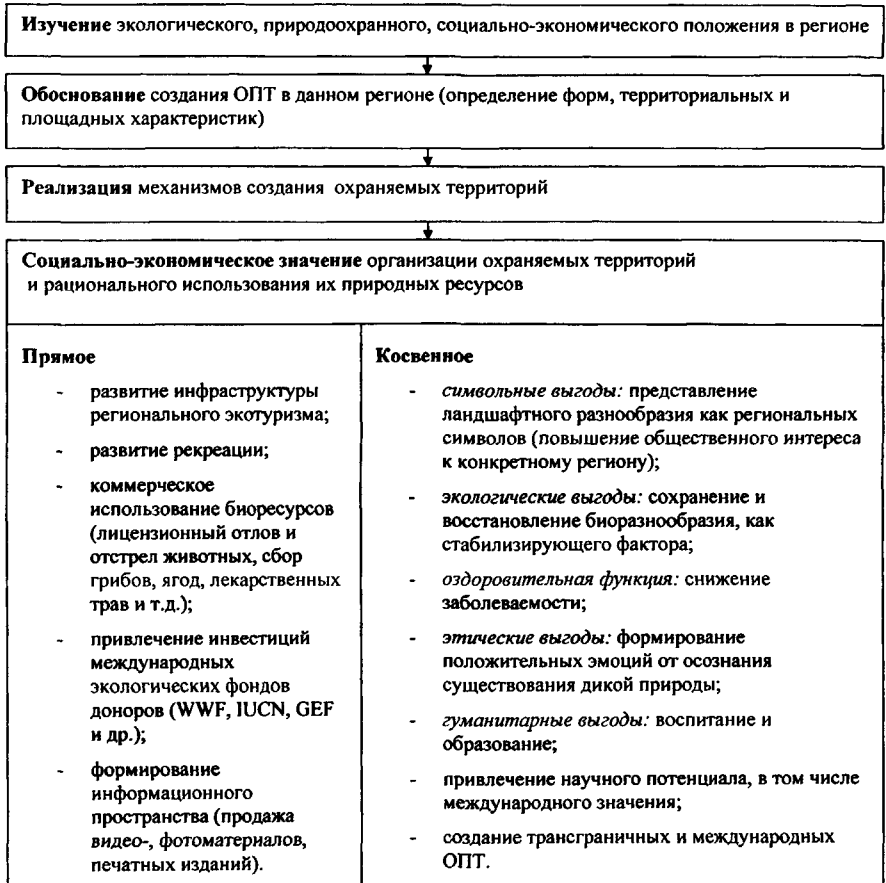 Изучение экологического, природоохранного, социально-экономического положения в регионе
Обоснование создания ОПТ в данном регионе (определение форм, территориальных и
площадных характеристик)
Реализация механизмов создания охраняемых территорий
Социально-экономическое значение организации охраняемых территорий
и рационального использования их природных ресурсов
Прямое
- развитие инфраструктуры
регионального экотуризма;
- развитие рекреации;
- коммерческое
использование биоресурсов
(лицензионный отлов и
отстрел животных, сбор
грибов, ягод, лекарственных
трав и т.д.);
- привлечение инвестиций
международных
экологических фондов
доноров (WWF, IUCN, GEF
и др.);
- формирование
информационного
пространства (продажа
видео-, фотоматериалов,
печатных изданий).
Косвенное
- символьные выгоды: представление
ландшафтного разнообразия как региональных
символов (повышение общественного интереса
к конкретному региону);
- экологические выгоды: сохранение и
восстановление биоразнообразия, как
стабилизирующего фактора;
- оздоровительная функция: снижение
заболеваемости;
- этические выгоды: формирование
положительных эмоций от осознания
существования дикой природы;
- гуманитарные выгоды: воспитание и
образование;
- привлечение научного потенциала, в том числе
международного значения;
- создание трансграничных и международных
ОПТ.